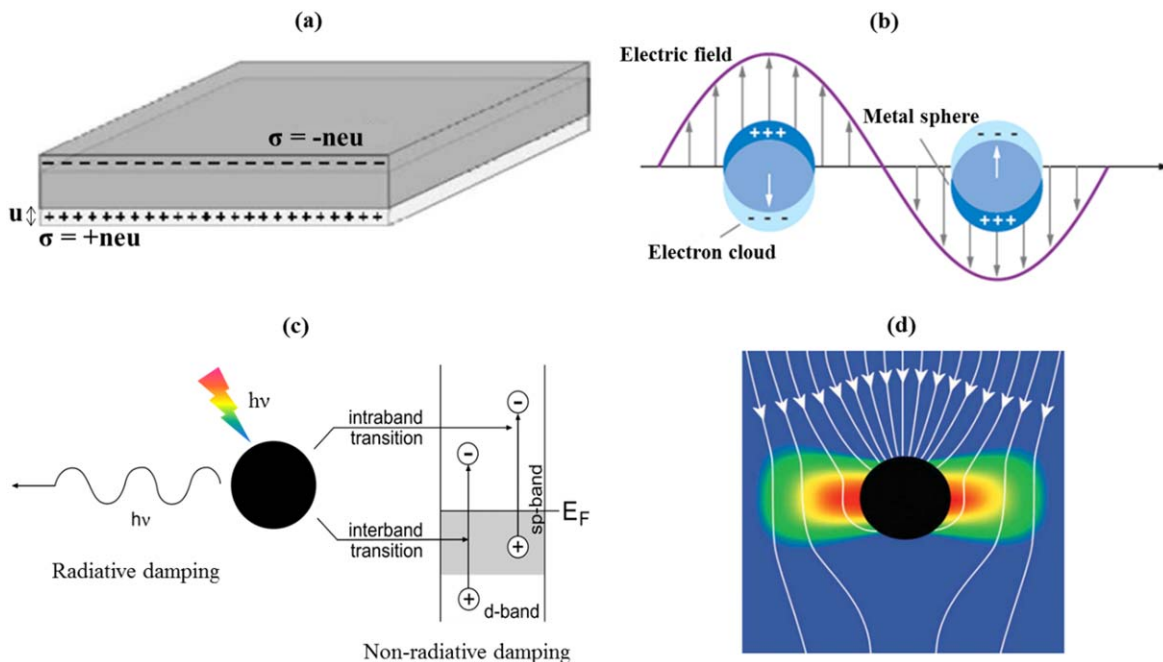 (a)
σ = -neu
u
+ + + + + + + + + + + + + + + + + + + + +
σ = +neu
(b)
Electric field
Metal sphere
+++
- - -
- - -
+++
Electron cloud
(c)
hν
hν
Radiative damping
intraband
transition
interband
transition
sp-band
E_F
d-band
-
-
+
+
Non-radiative damping
(d)